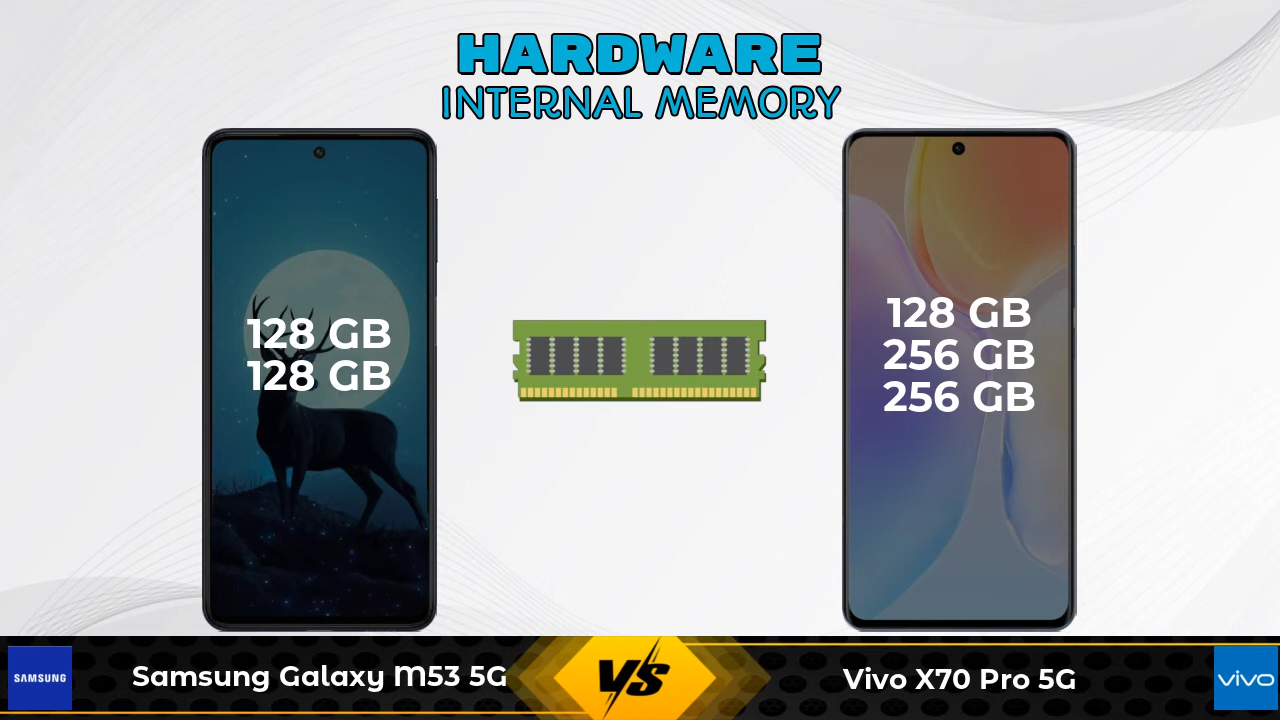 HARDWARE
INTERNAL MEMORY
128 GB
128 GB
128 GB
256 GB
256 GB
SAMSUNG
Samsung Galaxy M53 5G
VS
Vivo X70 Pro 5G
vivo